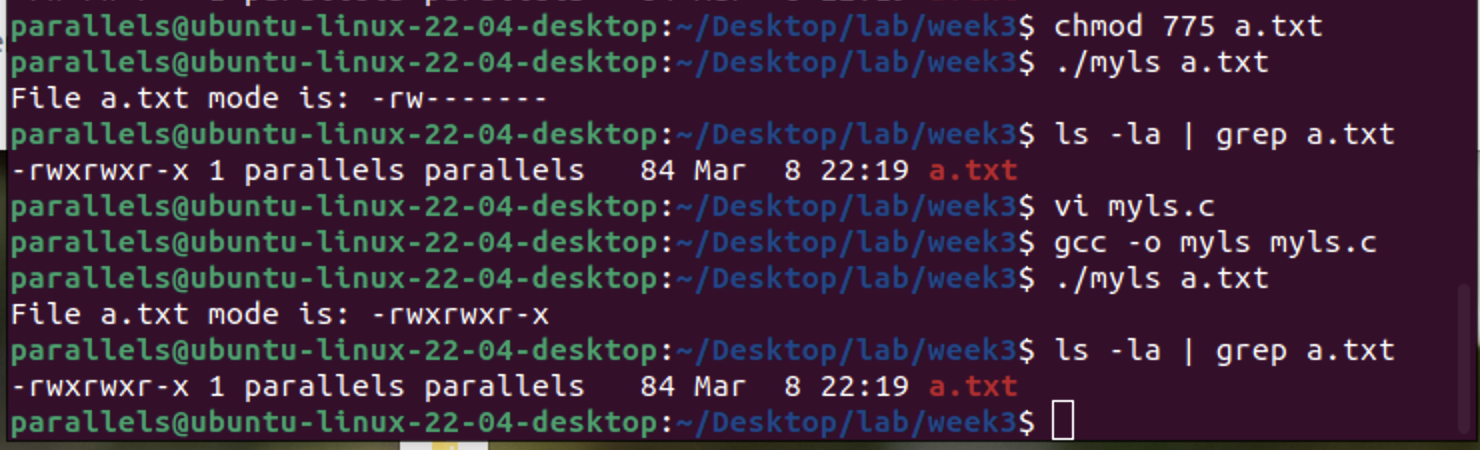 parallels@ubuntu-linux-22-04-desktop:~/Desktop/lab/week3$ chmod 775 a.txt
parallels@ubuntu-linux-22-04-desktop:~/Desktop/lab/week3$ ./myls a.txt
File a.txt mode is: -rw-------
parallels@ubuntu-linux-22-04-desktop:~/Desktop/lab/week3$ ls -la | grep a.txt
-rwxrwxr-x 1 parallels parallels   84 Mar  8 22:19 a.txt
parallels@ubuntu-linux-22-04-desktop:~/Desktop/lab/week3$ vi myls.c
parallels@ubuntu-linux-22-04-desktop:~/Desktop/lab/week3$ gcc -o myls myls.c
parallels@ubuntu-linux-22-04-desktop:~/Desktop/lab/week3$ ./myls a.txt
File a.txt mode is: -rwxrwxr-x
parallels@ubuntu-linux-22-04-desktop:~/Desktop/lab/week3$ ls -la | grep a.txt
-rwxrwxr-x 1 parallels parallels   84 Mar  8 22:19 a.txt
parallels@ubuntu-linux-22-04-desktop:~/Desktop/lab/week3$